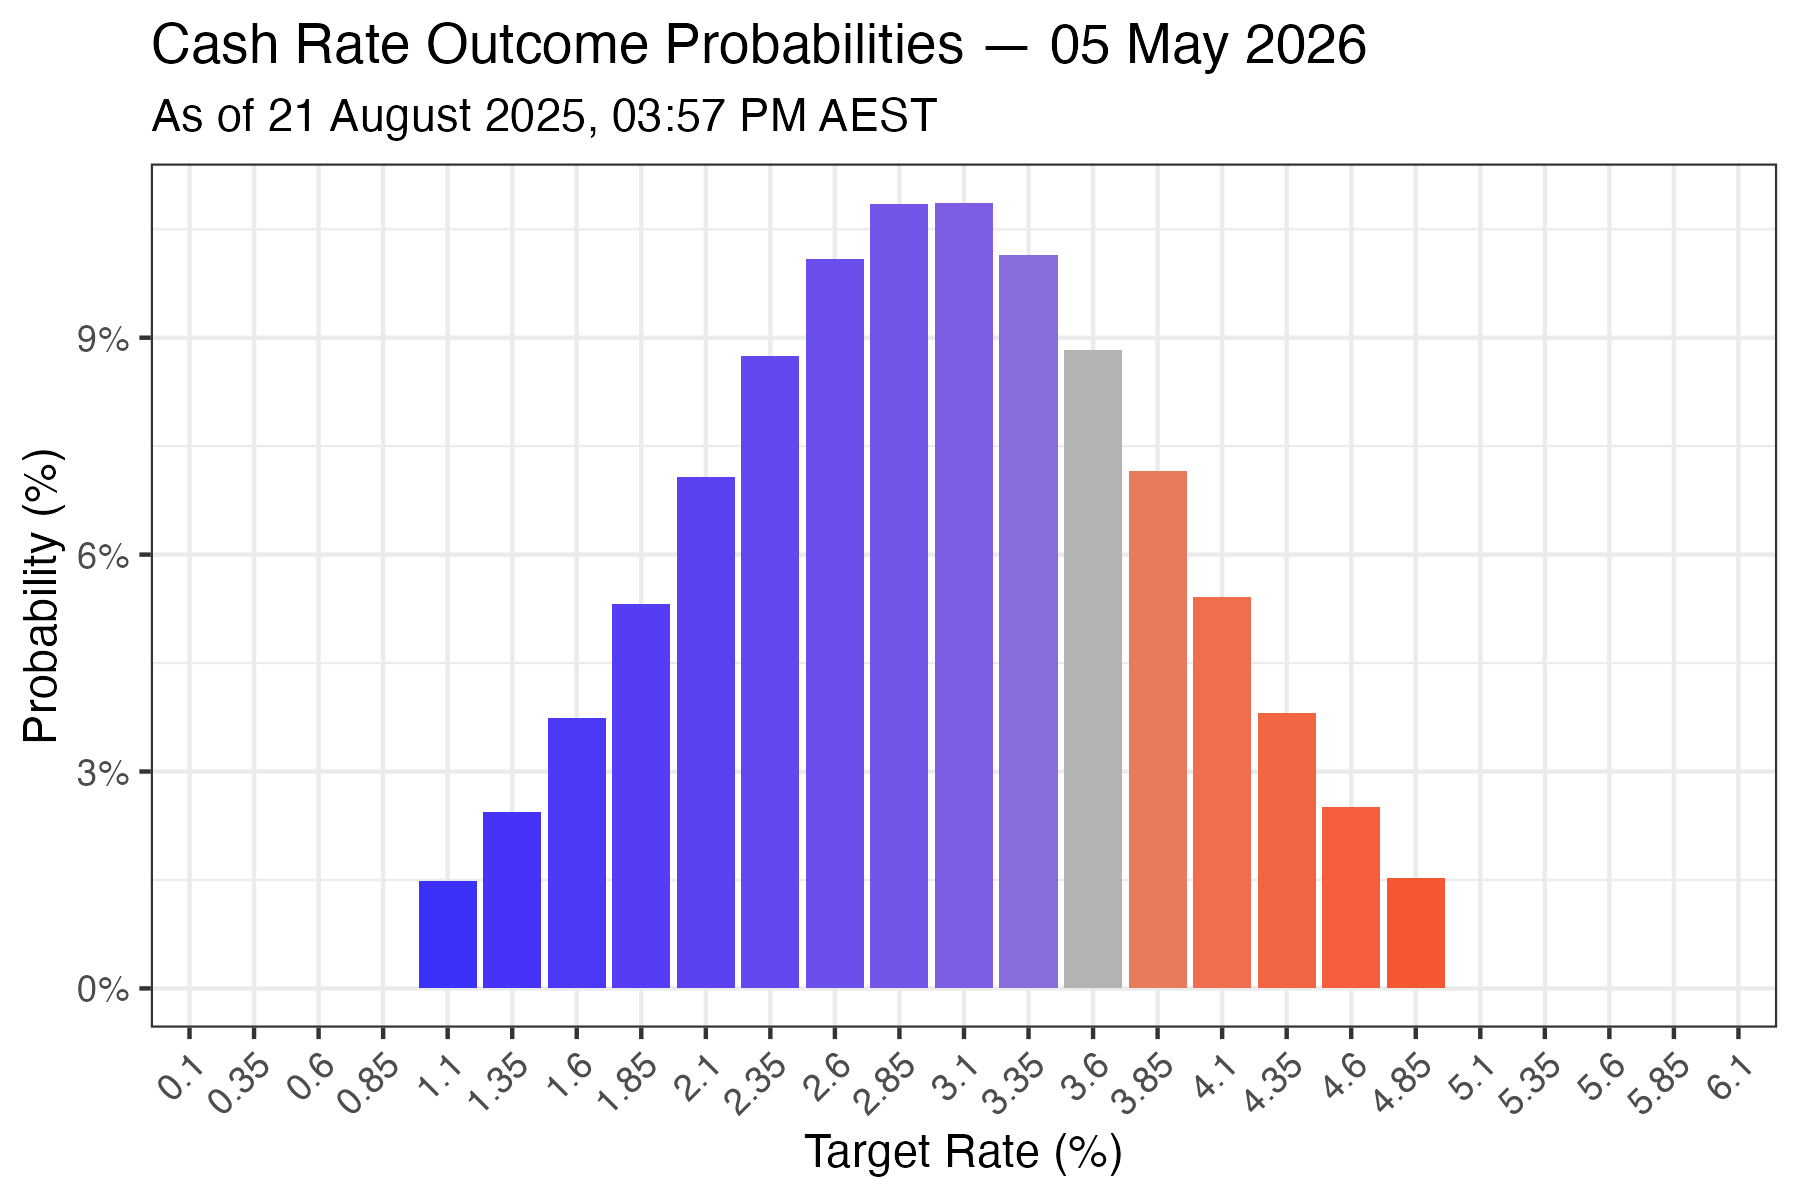 Cash Rate Outcome Probabilities — 05 May 2026
As of 21 August 2025, 03:57 PM AEST
Probability (%)
9%
6%
3%
0%
0.1 0.35 0.6 0.85 1.1 1.35 1.6 1.85 2.1 2.35 2.6 2.85 3.1 3.35 3.6 3.85 4.1 4.35 4.6 4.85 5.1 5.35 5.6 5.85 6.1
Target Rate (%)